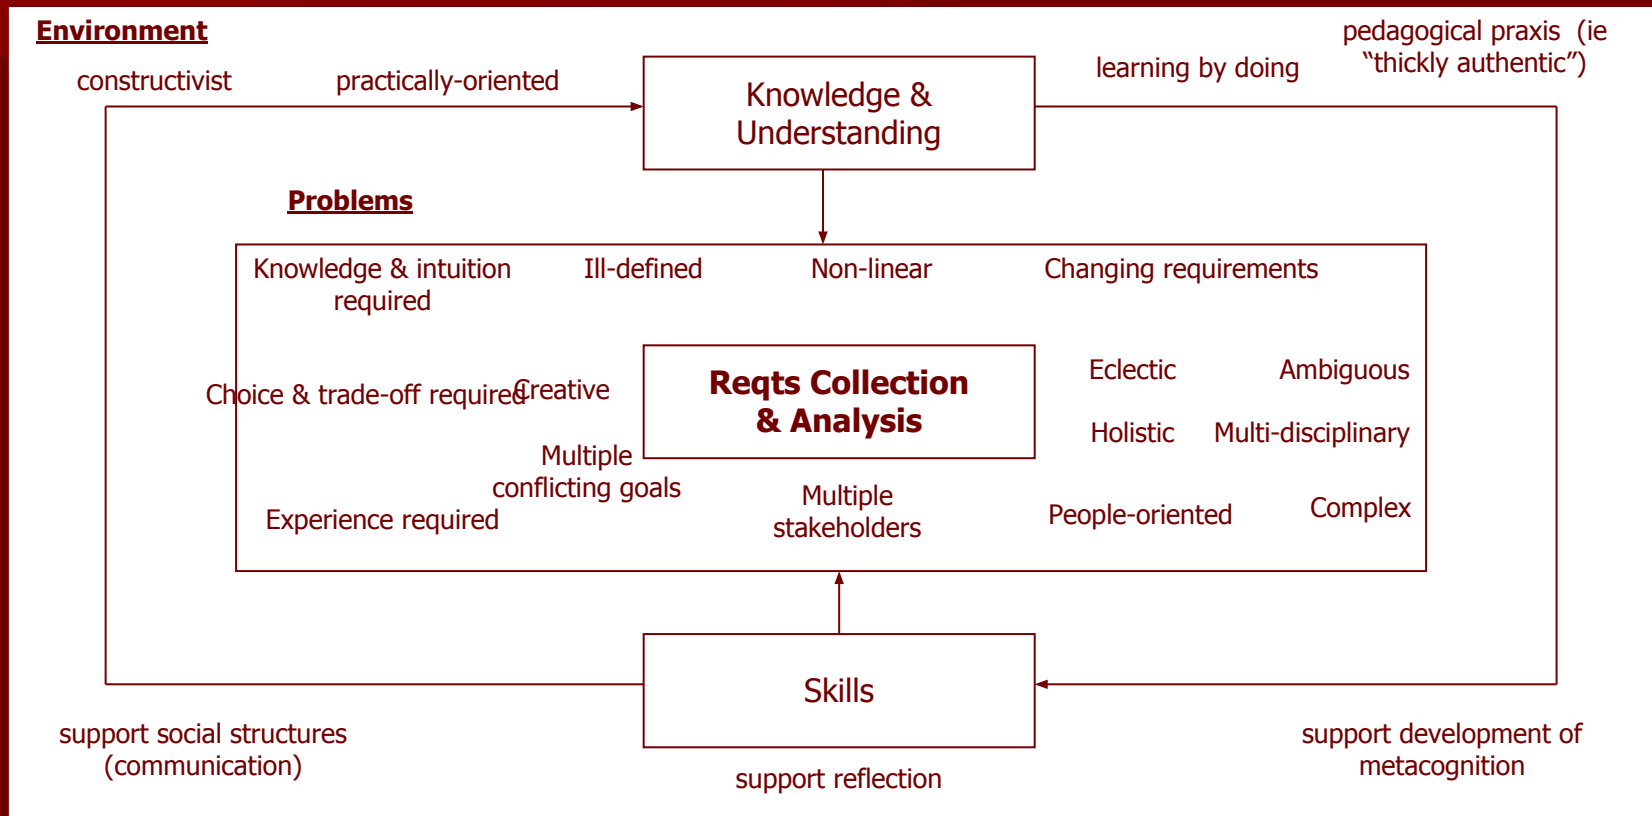 Environment
constructivist
practically-oriented
Knowledge &
Understanding
learning by doing
pedagogical praxis (ie
“thickly authentic”)
Problems
Knowledge & intuition
required
Ill-defined
Non-linear
Changing requirements
Choice & trade-off required
Creative
Reqts Collection
& Analysis
Eclectic
Ambiguous
Holistic
Multi-disciplinary
Multiple
conflicting goals
Experience required
Multiple
stakeholders
People-oriented
Complex
Skills
support social structures
(communication)
support reflection
support development of
metacognition